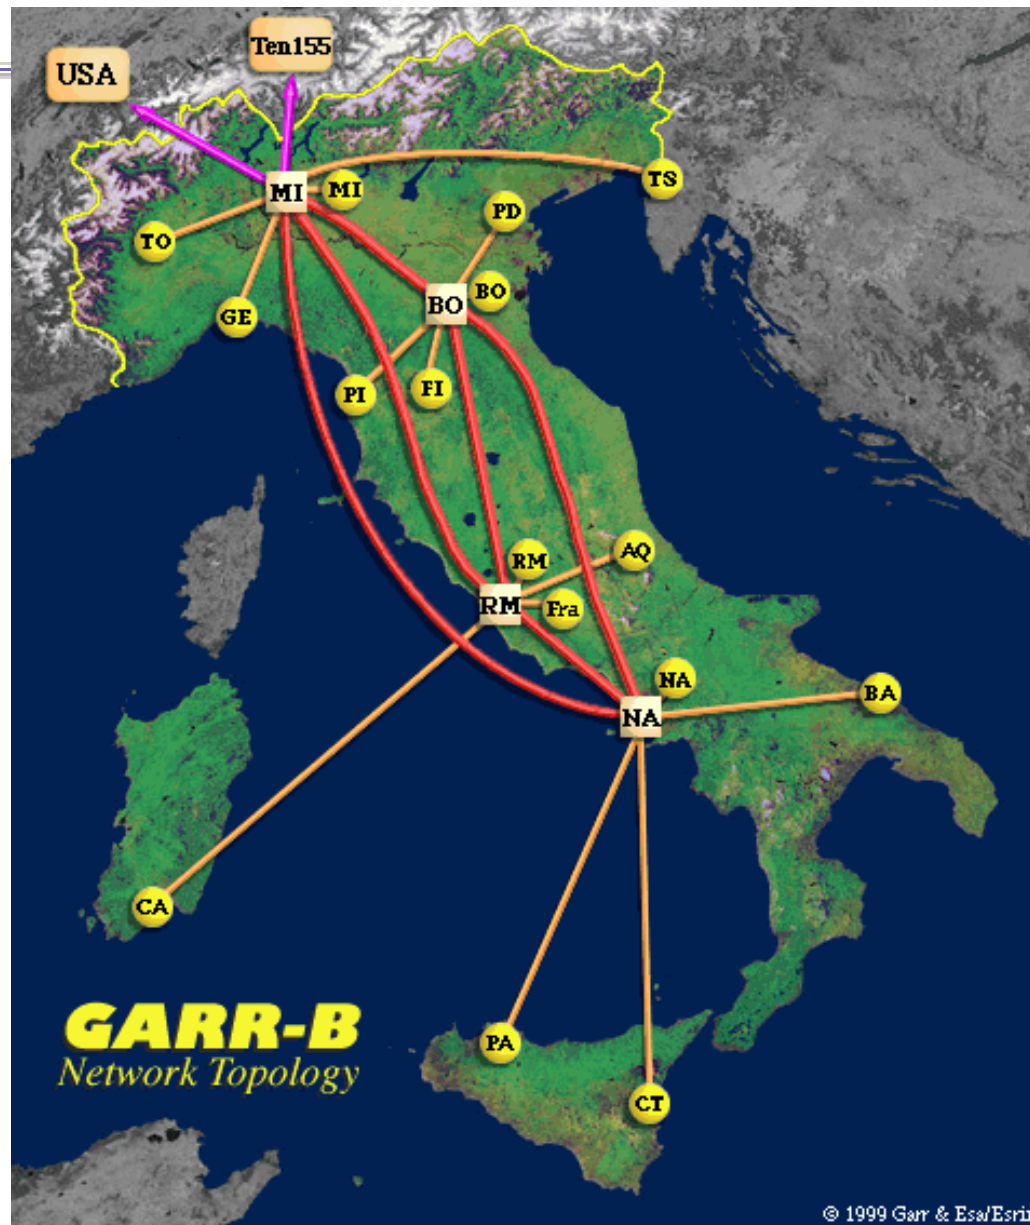 Ten155
USA
MI
MI
TS
PD
TO
BO
BO
GE
PI
FI
RM
AQ
RM
Fra
NA
BA
NA
CA
GARR-B
Network Topology
PA
CT
© 1999 Garr & Esa/Esrin